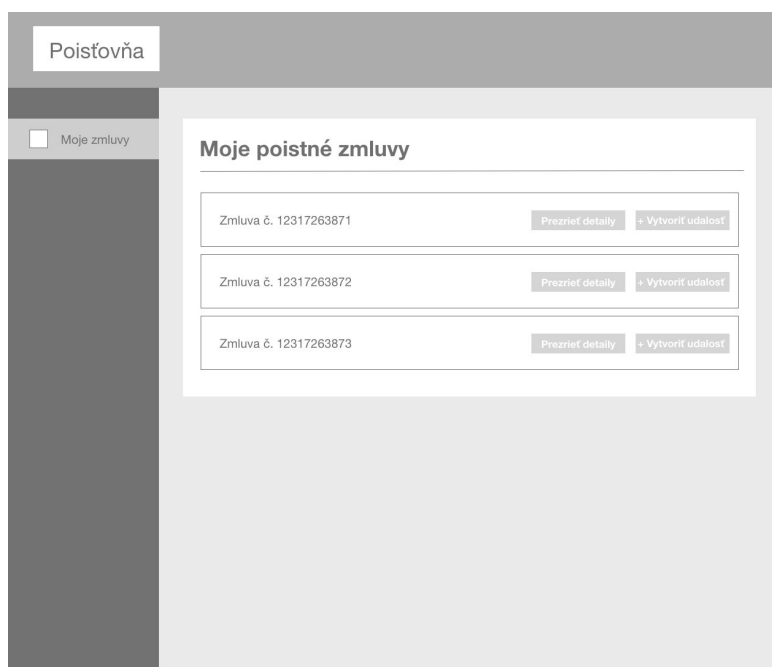 Poisťovňa
Moje zmluvy
Moje poistné zmluvy
Zmluva č. 12317263871 Prezrieť detaily + Vytvoriť udalosť
Zmluva č. 12317263872 Prezrieť detaily + Vytvoriť udalosť
Zmluva č. 12317263873 Prezrieť detaily + Vytvoriť udalosť